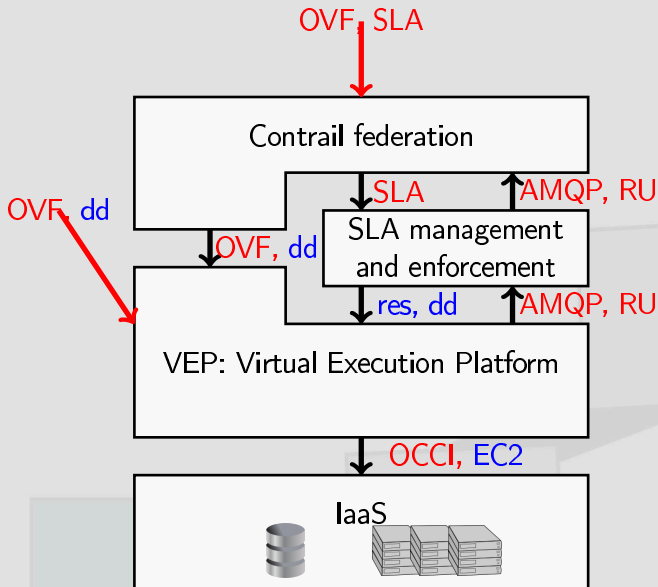 OVF, SLA
Contrail federation
SLA
AMQP, RU
OVF, dd
SLA management
and enforcement
OVF, dd
res, dd
AMQP, RU
VEP: Virtual Execution Platform
OCCI, EC2
IaaS